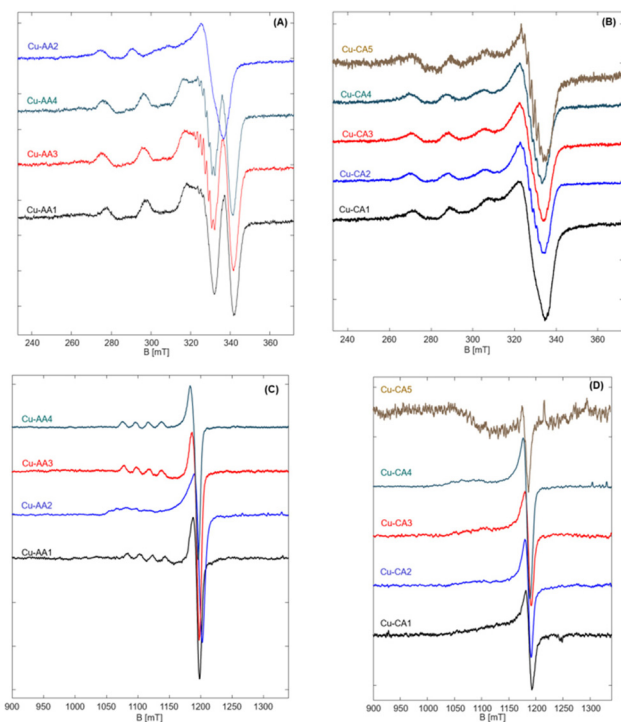 (A)
Cu-AA2
Cu-AA4
Cu-AA3
Cu-AA1
240 260 280 300 320 340 360
B [mT]
(B)
Cu-CA5
Cu-CA4
Cu-CA3
Cu-CA2
Cu-CA1
240 260 280 300 320 340 360
B [mT]
(C)
Cu-AA4
Cu-AA3
Cu-AA2
Cu-AA1
900 950 1000 1050 1100 1150 1200 1250 1300
B [mT]
(D)
Cu-CA5
Cu-CA4
Cu-CA3
Cu-CA2
Cu-CA1
900 950 1000 1050 1100 1150 1200 1250 1300
B [mT]